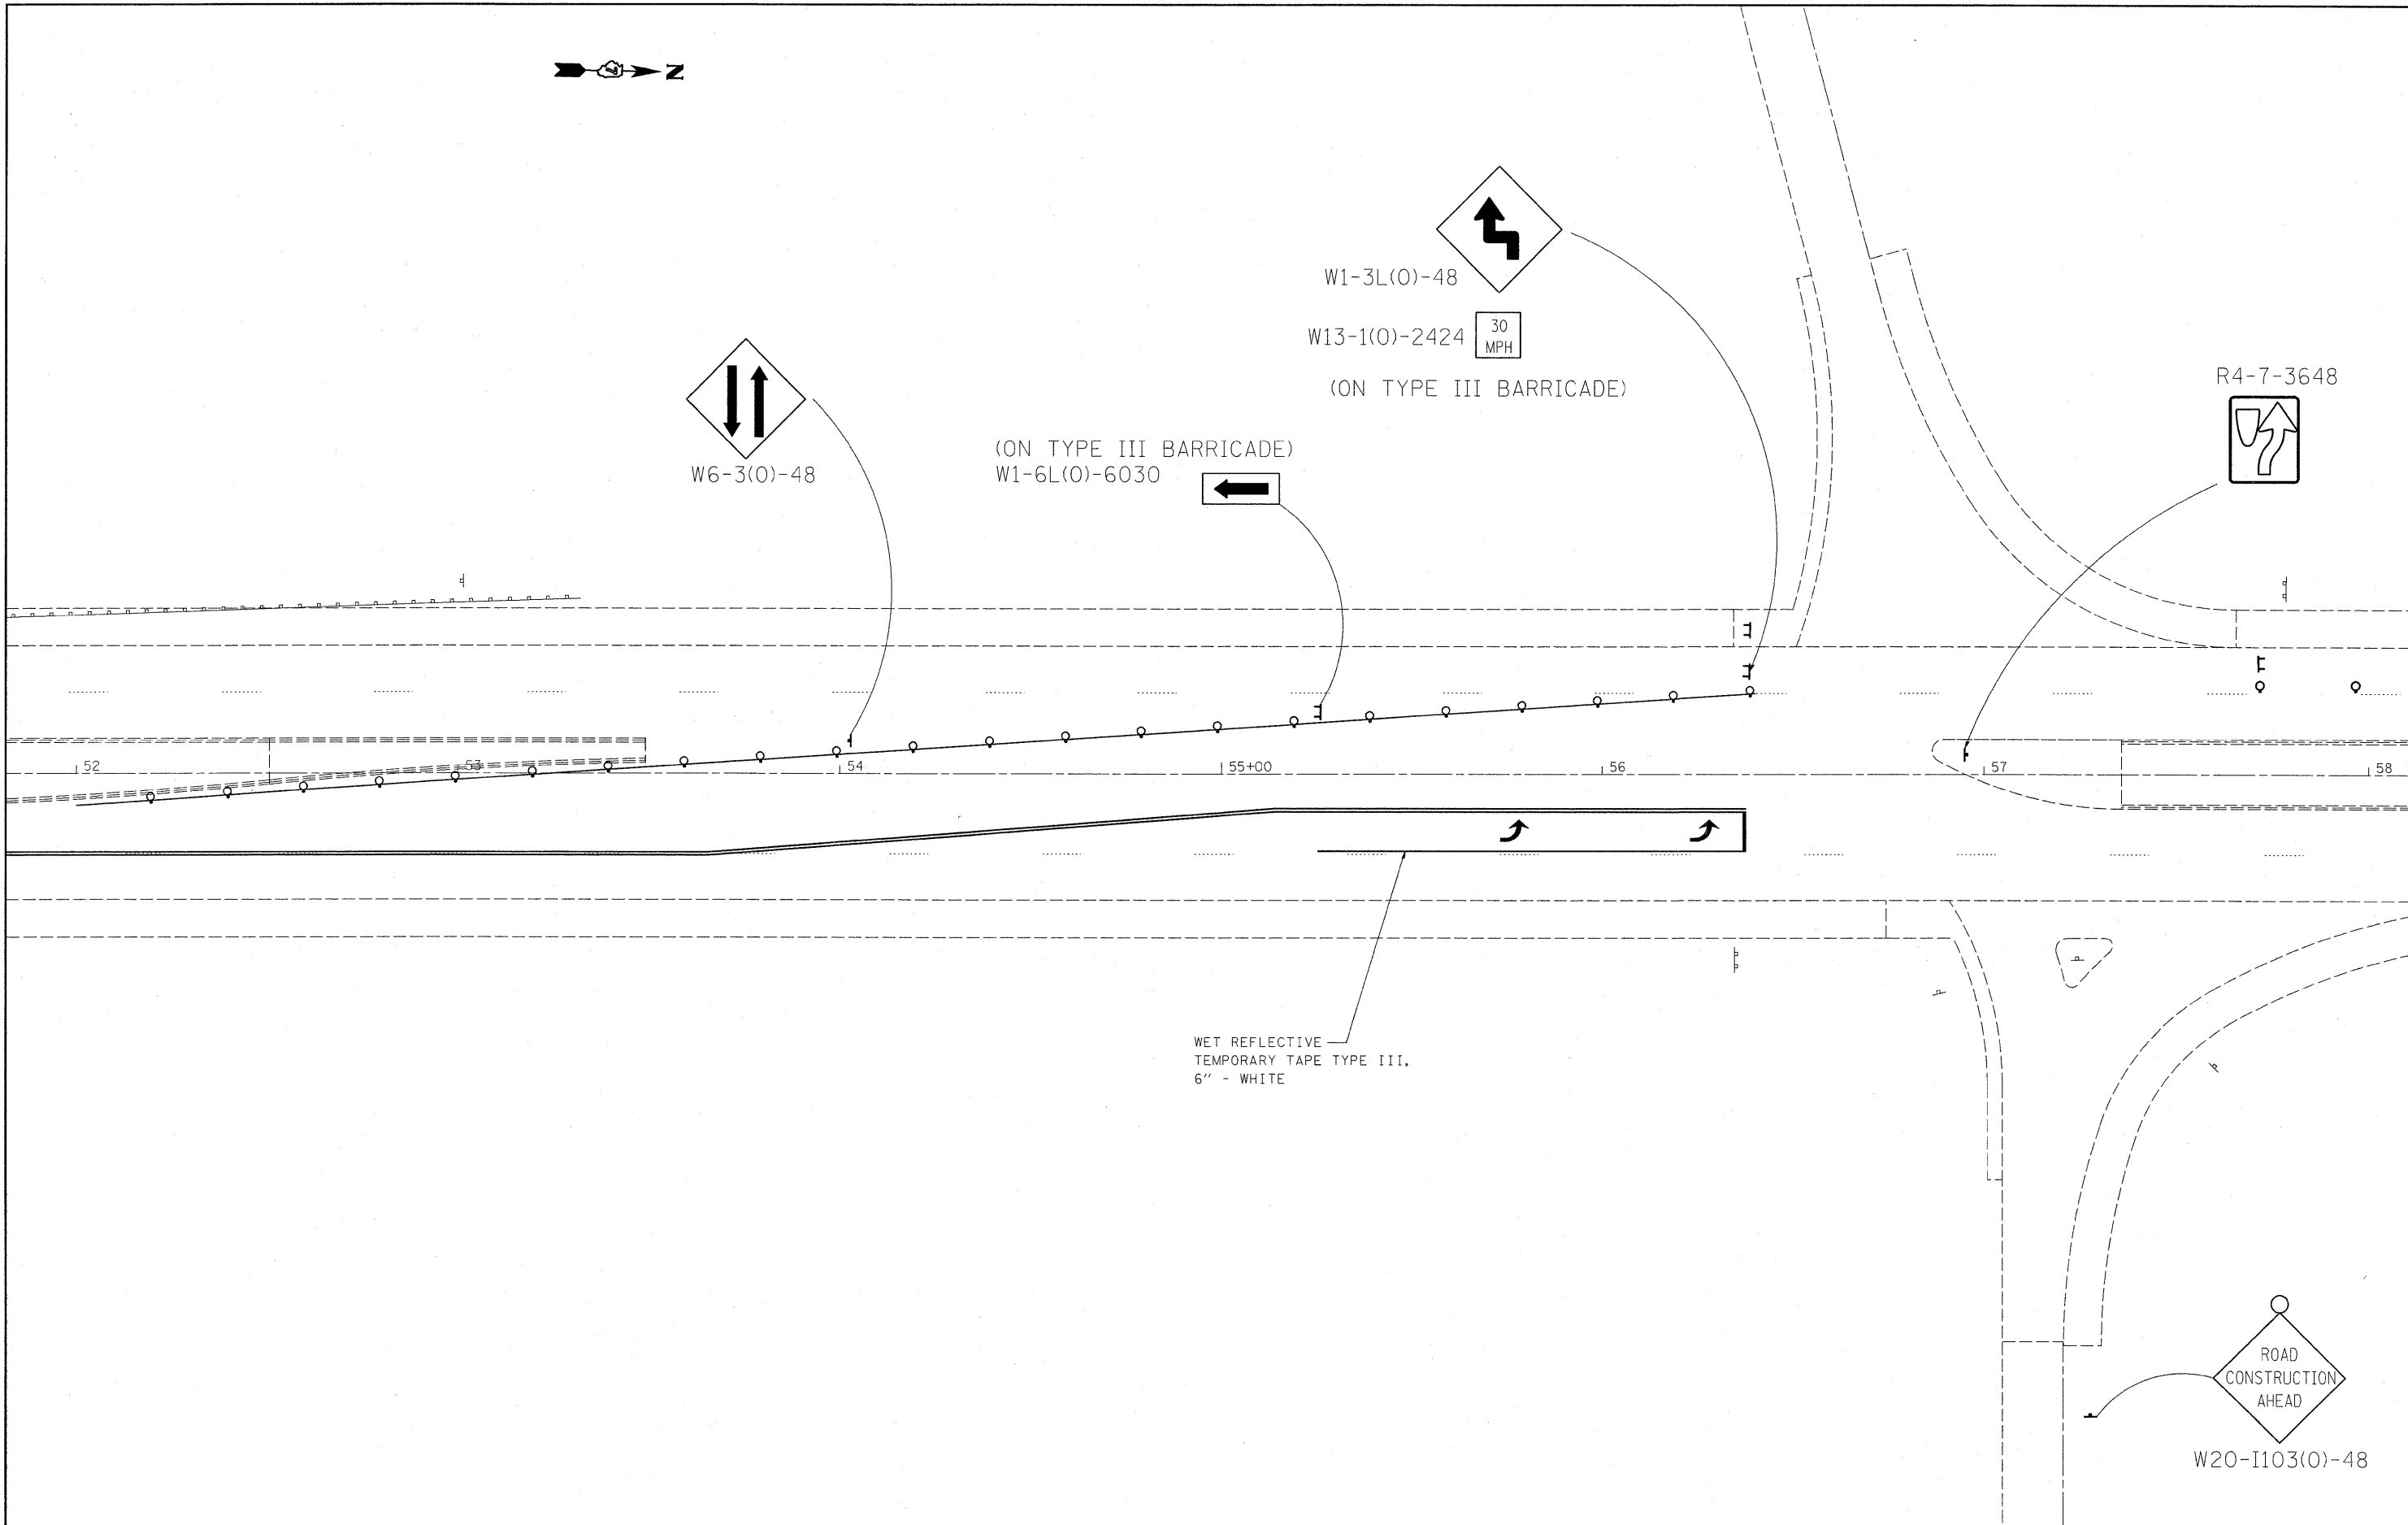 N
W1-3L(O)-48
W13-1(O)-2424
30
MPH
(ON TYPE III BARRICADE)
R4-7-3648
W6-3(O)-48
(ON TYPE III BARRICADE)
W1-6L(O)-6030
52
53
54
55+00
56
57
58
WET REFLECTIVE
TEMPORARY TAPE TYPE III,
6" - WHITE
ROAD
CONSTRUCTION
AHEAD
W20-I103(O)-48